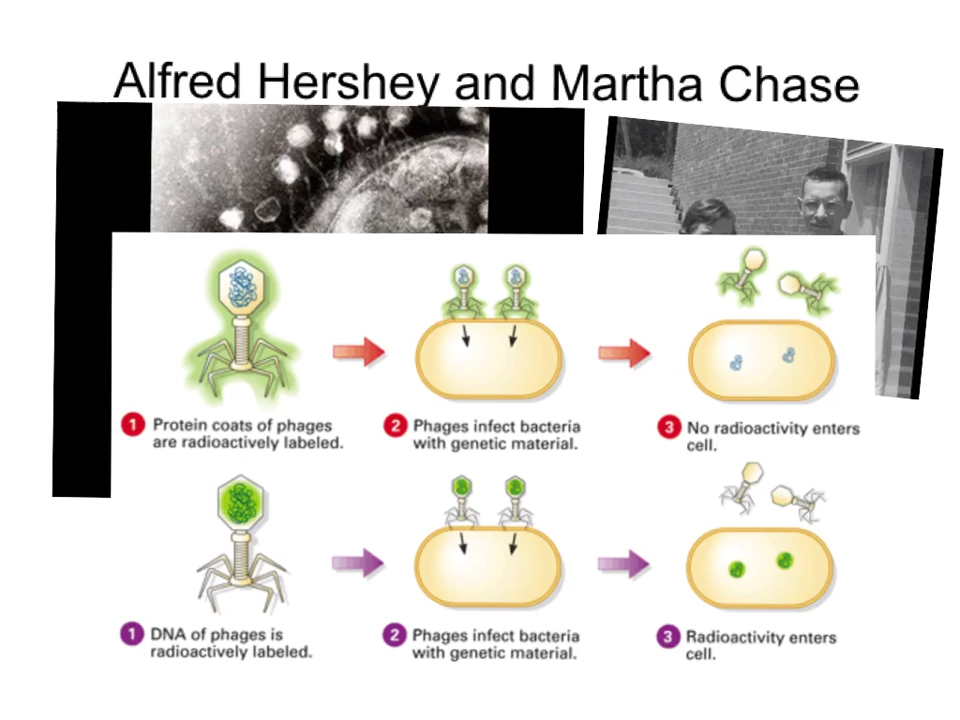 Alfred Hershey and Martha Chase
1 Protein coats of phages
are radioactively labeled.
2 Phages infect bacteria
with genetic material.
3 No radioactivity enters
cell.
1 DNA of phages is
radioactively labeled.
2 Phages infect bacteria
with genetic material.
3 Radioactivity enters
cell.